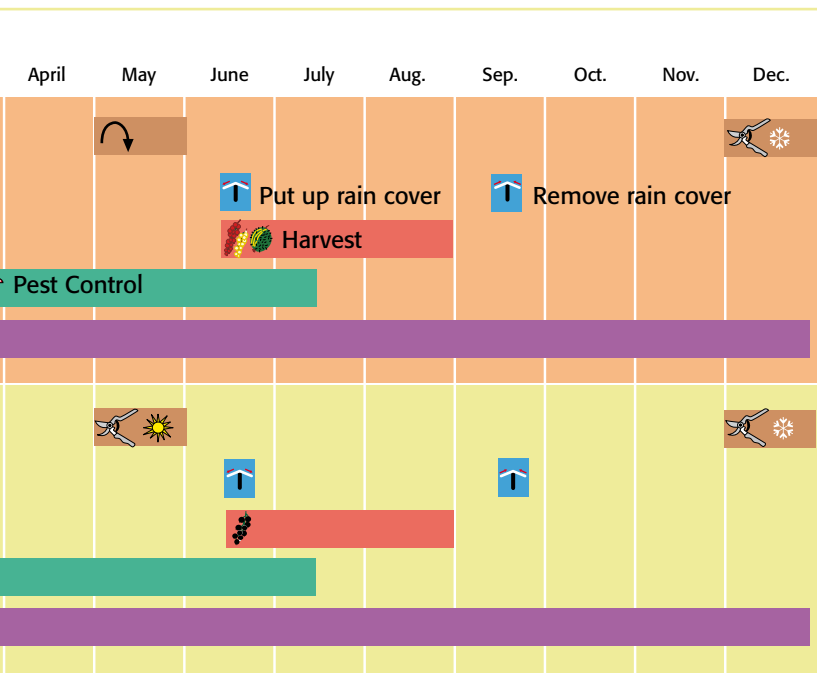 April May June July Aug. Sep. Oct. Nov. Dec.
Put up rain cover Remove rain cover
Harvest
Pest Control